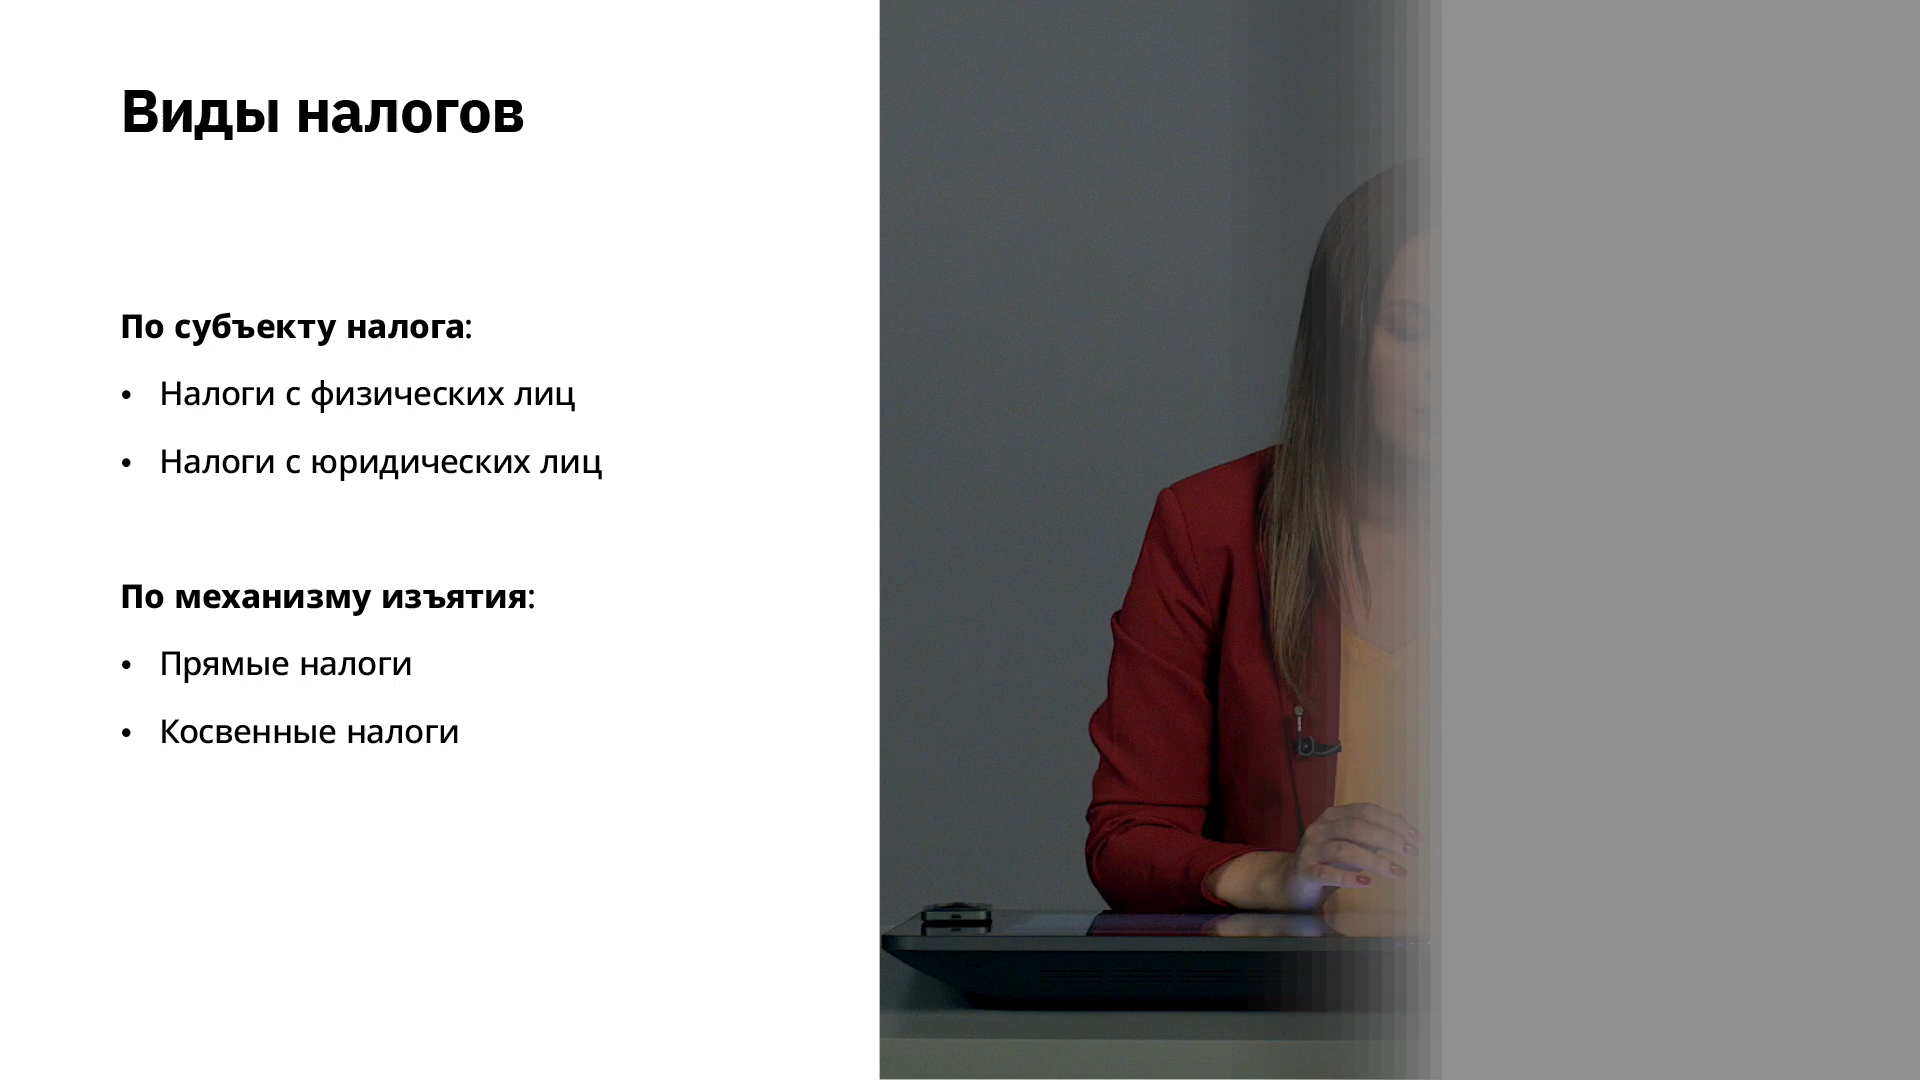 Виды налогов
По субъекту налога:
• Налоги с физических лиц
• Налоги с юридических лиц
По механизму изъятия:
• Прямые налоги
• Косвенные налоги